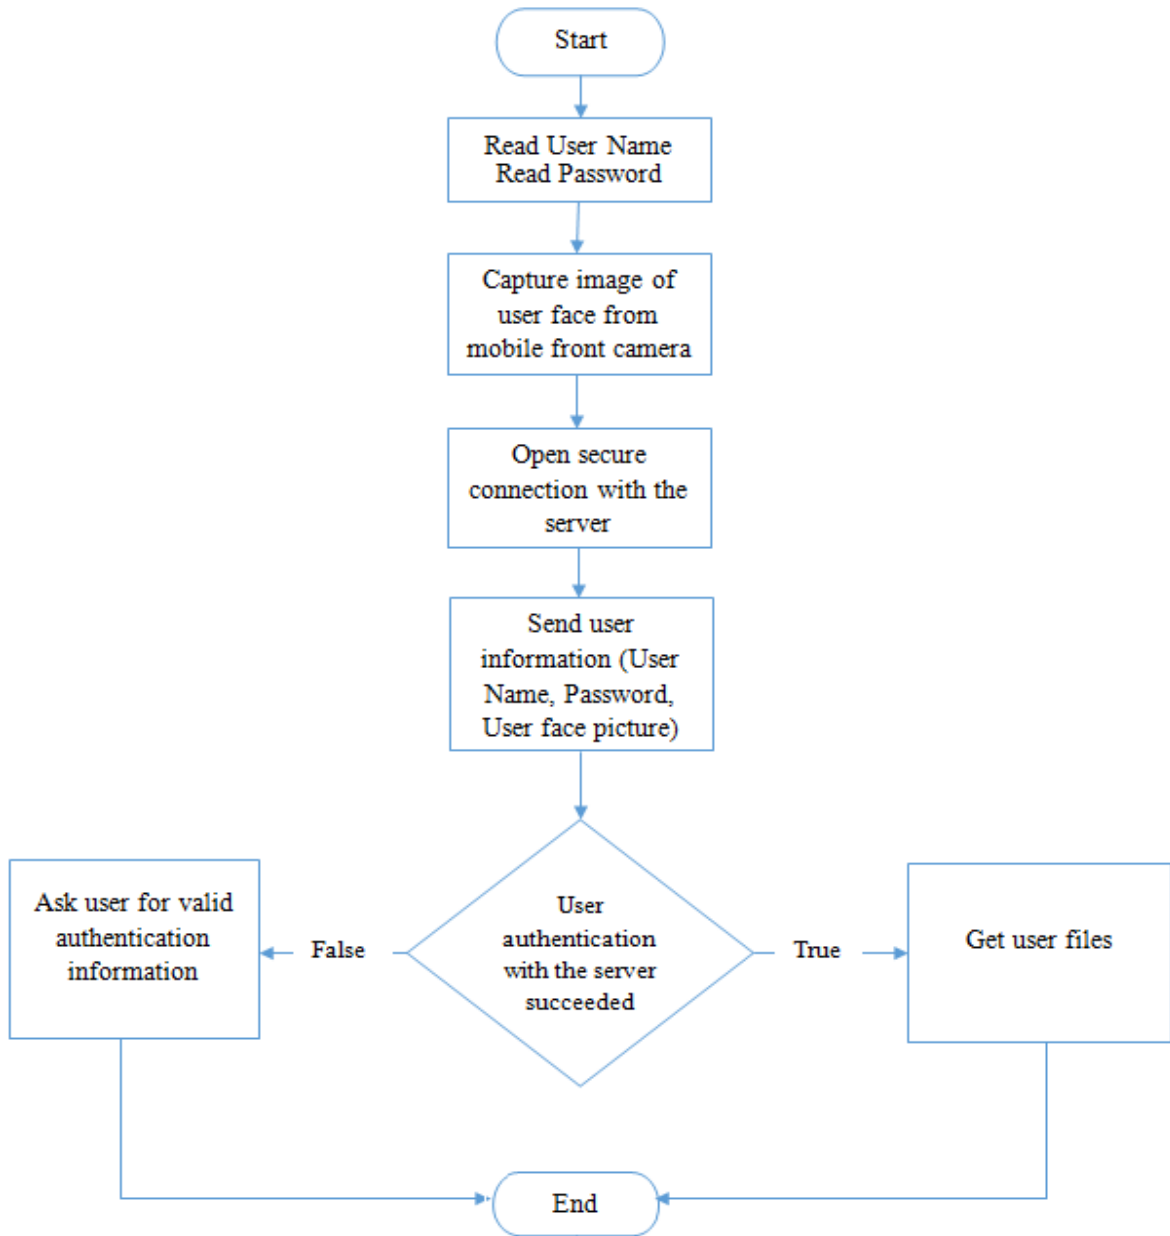 Start
Read User Name
Read Password
Capture image of
user face from
mobile front camera
Open secure
connection with the
server
Send user
information (User
Name, Password,
User face picture)
User
authentication
with the server
succeeded
False
True
Ask user for valid
authentication
information
Get user files
End